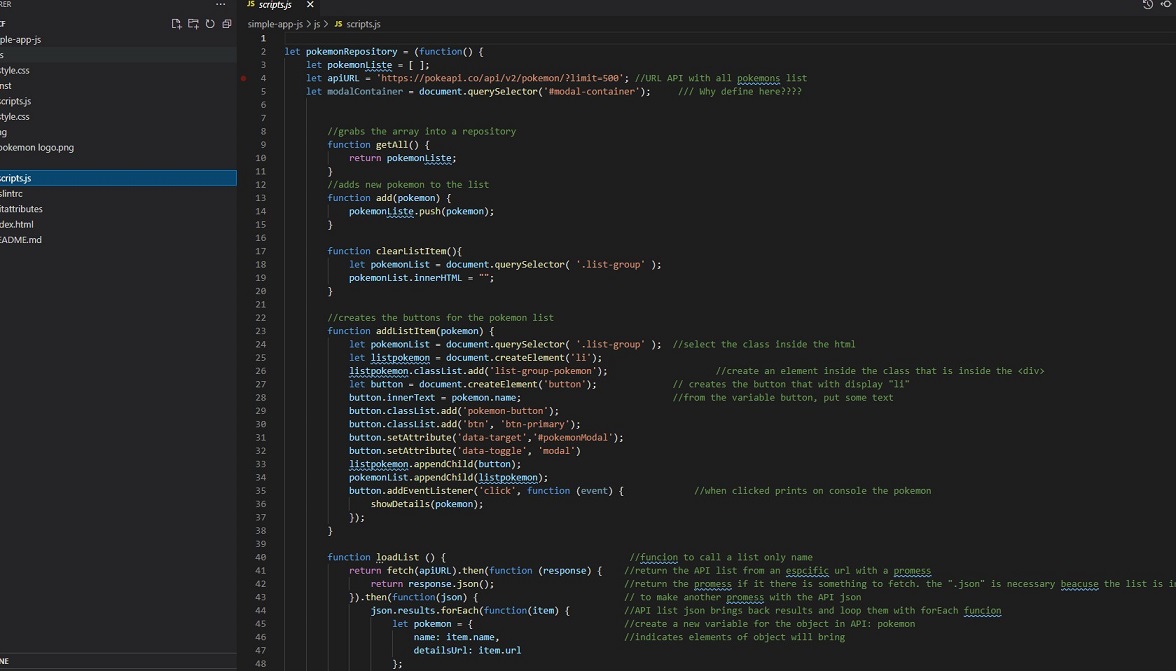 RER
JS scripts.js
CF
simple-app-js > js > JS scripts.js
ple-app-js
s
tyle.css
nst
cripts.js
tyle.css
ng
pokemon logo.png
scripts.js
slintrc
itattributes
dex.html
EADME.md
NE
1
2 let pokemonRepository = (function() {
3 let pokemonListe = [ ];
4 let apiURL = 'https://pokeapi.co/api/v2/pokemon/?limit=500'; //URL API with all pokemons list
5 let modalContainer = document.querySelector('#modal-container'); /// Why define here????
6
7
8 //grabs the array into a repository
9 function getAll() {
10 return pokemonListe;
11 }
12 //adds new pokemon to the list
13 function add(pokemon) {
14 pokemonListe.push(pokemon);
15 }
16
17 function clearListItem(){
18 let pokemonList = document.querySelector( '.list-group' );
19 pokemonList.innerHTML = "";
20 }
21
22 //creates the buttons for the pokemon list
23 function addListItem(pokemon) {
24 let pokemonList = document.querySelector( '.list-group' ); //select the class inside the html
25 let listpokemon = document.createElement('li');
26 listpokemon.classList.add('list-group-pokemon'); //create an element inside the class that is inside the <div>
27 let button = document.createElement('button'); // creates the button that with display "li"
28 button.innerText = pokemon.name; //from the variable button, put some text
29 button.classList.add('pokemon-button');
30 button.classList.add('btn', 'btn-primary');
31 button.setAttribute('data-target','#pokemonModal');
32 button.setAttribute('data-toggle', 'modal')
33 listpokemon.appendChild(button);
34 pokemonList.appendChild(listpokemon);
35 button.addEventListener('click', function (event) { //when clicked prints on console the pokemon
36 showDetails(pokemon);
37 });
38 }
39
40 function loadList () { //funcion to call a list only name
41 return fetch(apiURL).then(function (response) { //return the API list from an espcific url with a promess
42 return response.json(); //return the promess if it there is something to fetch. the ".json" is necessary beacuse the list is in
43 }).then(function(json) { // to make another promess with the API json
44 json.results.forEach(function(item) { //API list json brings back results and loop them with forEach funcion
45 let pokemon = { //create a new variable for the object in API: pokemon
46 name: item.name, //indicates elements of object will bring
47 detailsUrl: item.url
48 };